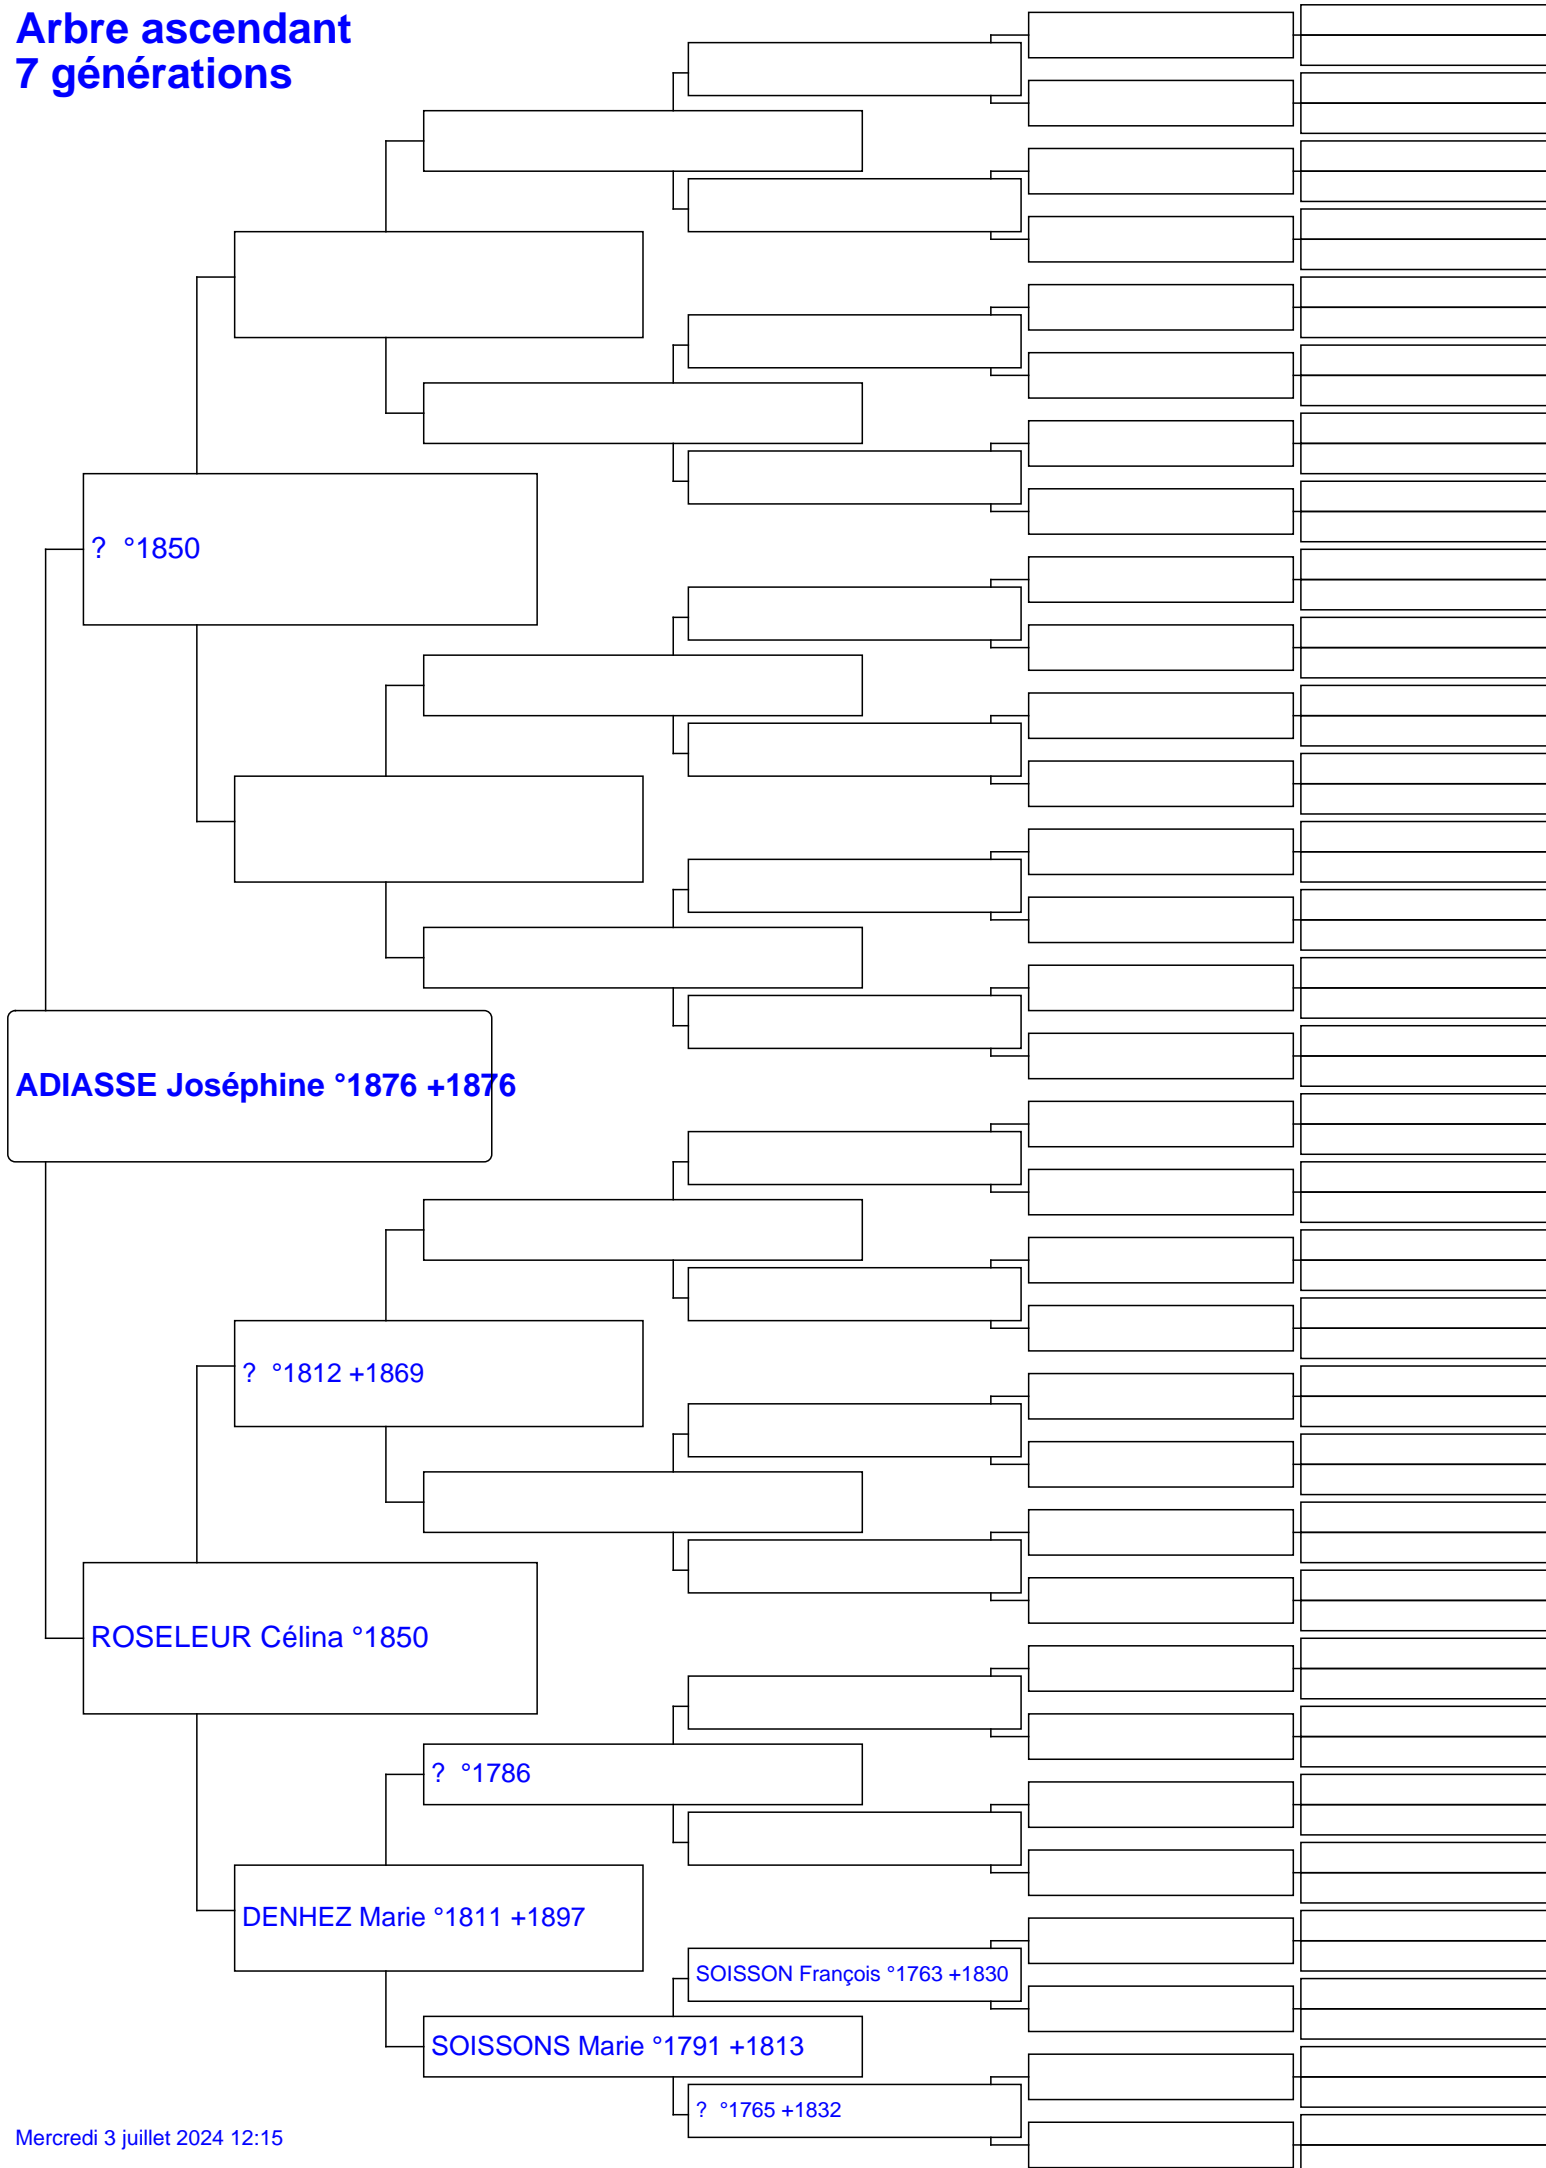 Arbre ascendant
7 générations
? °1850
ADIASSE Joséphine °1876 +1876
? °1812 +1869
ROSELEUR Célina °1850
? °1786
DENHEZ Marie °1811 +1897
SOISSON François °1763 +1830
SOISSONS Marie °1791 +1813
? °1765 +1832
Mercredi 3 juillet 2024 12:15